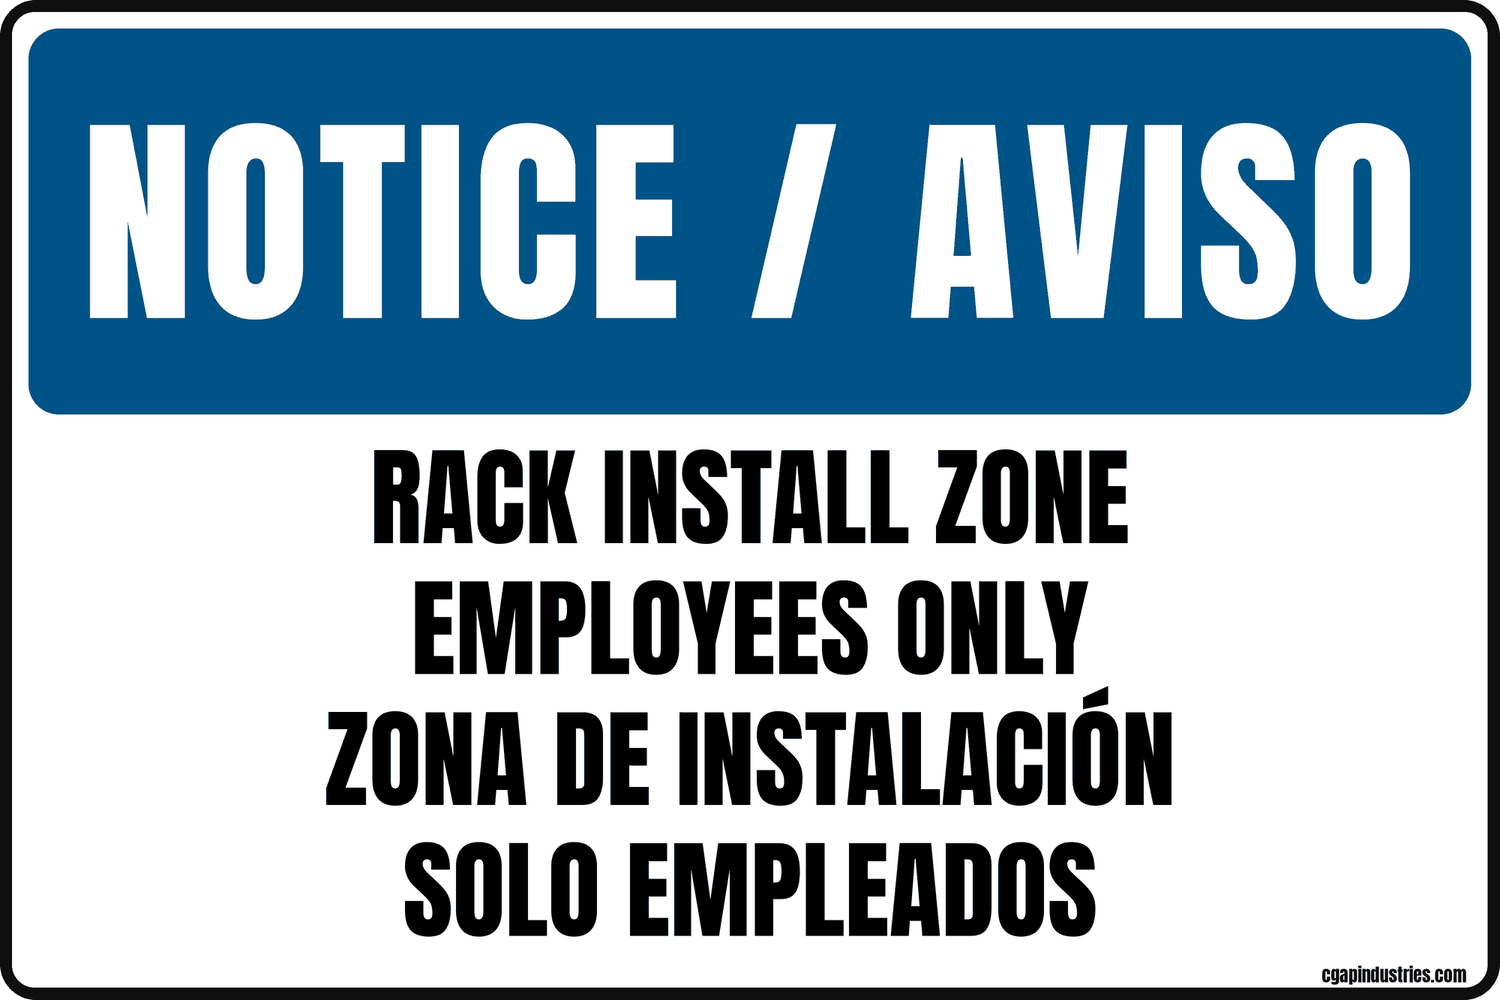 NOTICE / AVISO
RACK INSTALL ZONE
EMPLOYEES ONLY
ZONA DE INSTALACIÓN
SOLO EMPLEADOS
cgapindustries.com